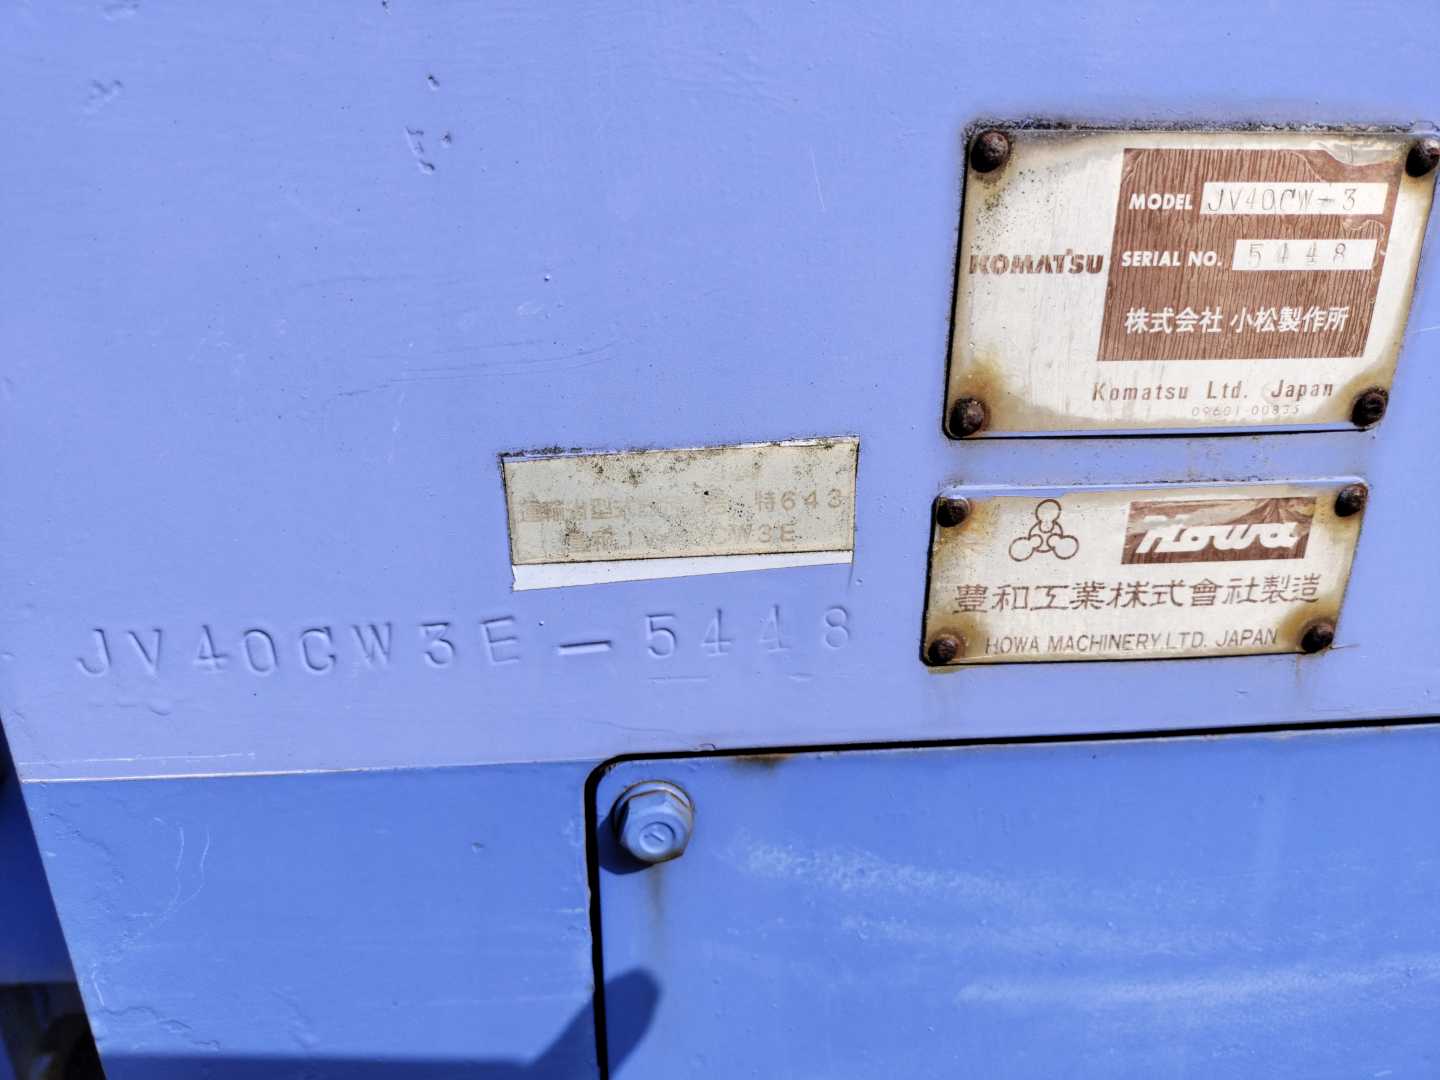 MODEL JV40CW-3
KOMATSU
SERIAL NO. 5448
株式会社 小松製作所
Komatsu Ltd. Japan
09601-00835
特643
CW3E
JV40CW3E-5448
Howa
豊和工業株式會社製造
HOWA MACHINERY,LTD. JAPAN